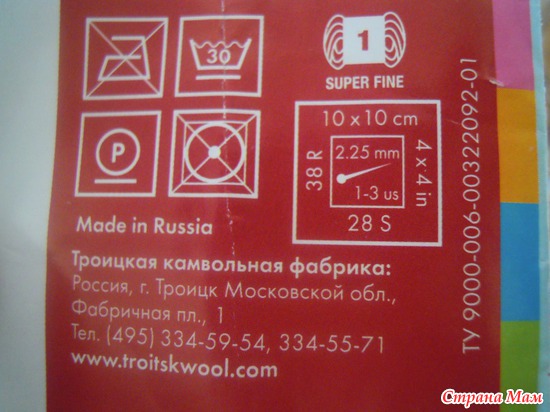 30
1
SUPER FINE
P
10 x 10 cm
38 R
2.25 mm
1-3 us
4 x 4 in
28 S
Made in Russia
Троицкая камвольная фабрика:
Россия, г. Троицк Московской обл.,
Фабричная пл., 1
Тел. (495) 334-59-54, 334-55-71
www.troitskwool.com
ТУ 9000-006-00322092-01
Страна Мам